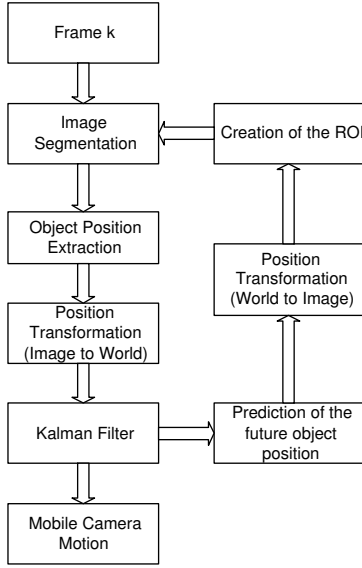 Frame k
Image
Segmentation
Creation of the ROI
Object Position
Extraction
Position
Transformation
(World to Image)
Position
Transformation
(Image to World)
Kalman Filter
Prediction of the
future object
position
Mobile Camera
Motion